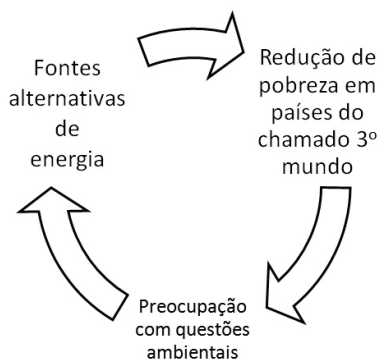 Fontes
alternativas
de
energia
Redução de
pobreza em
países do
chamado 3º
mundo
Preocupação
com questões
ambientais